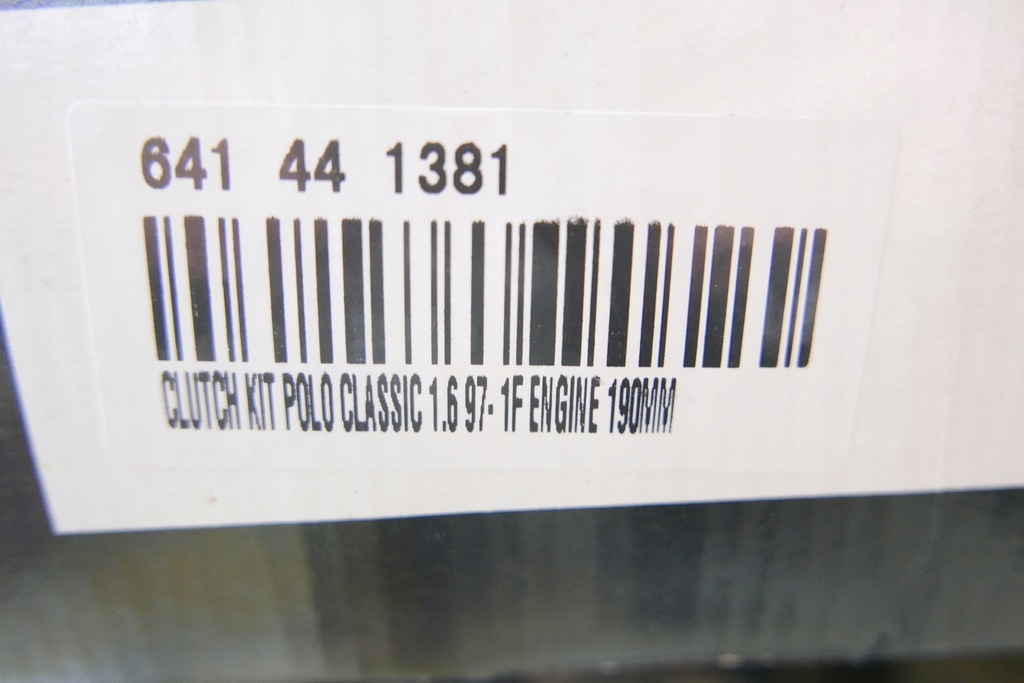 641 44 1381
CLUTCH KIT POLO CLASSIC 1.6 97- 1F ENGINE 190MM